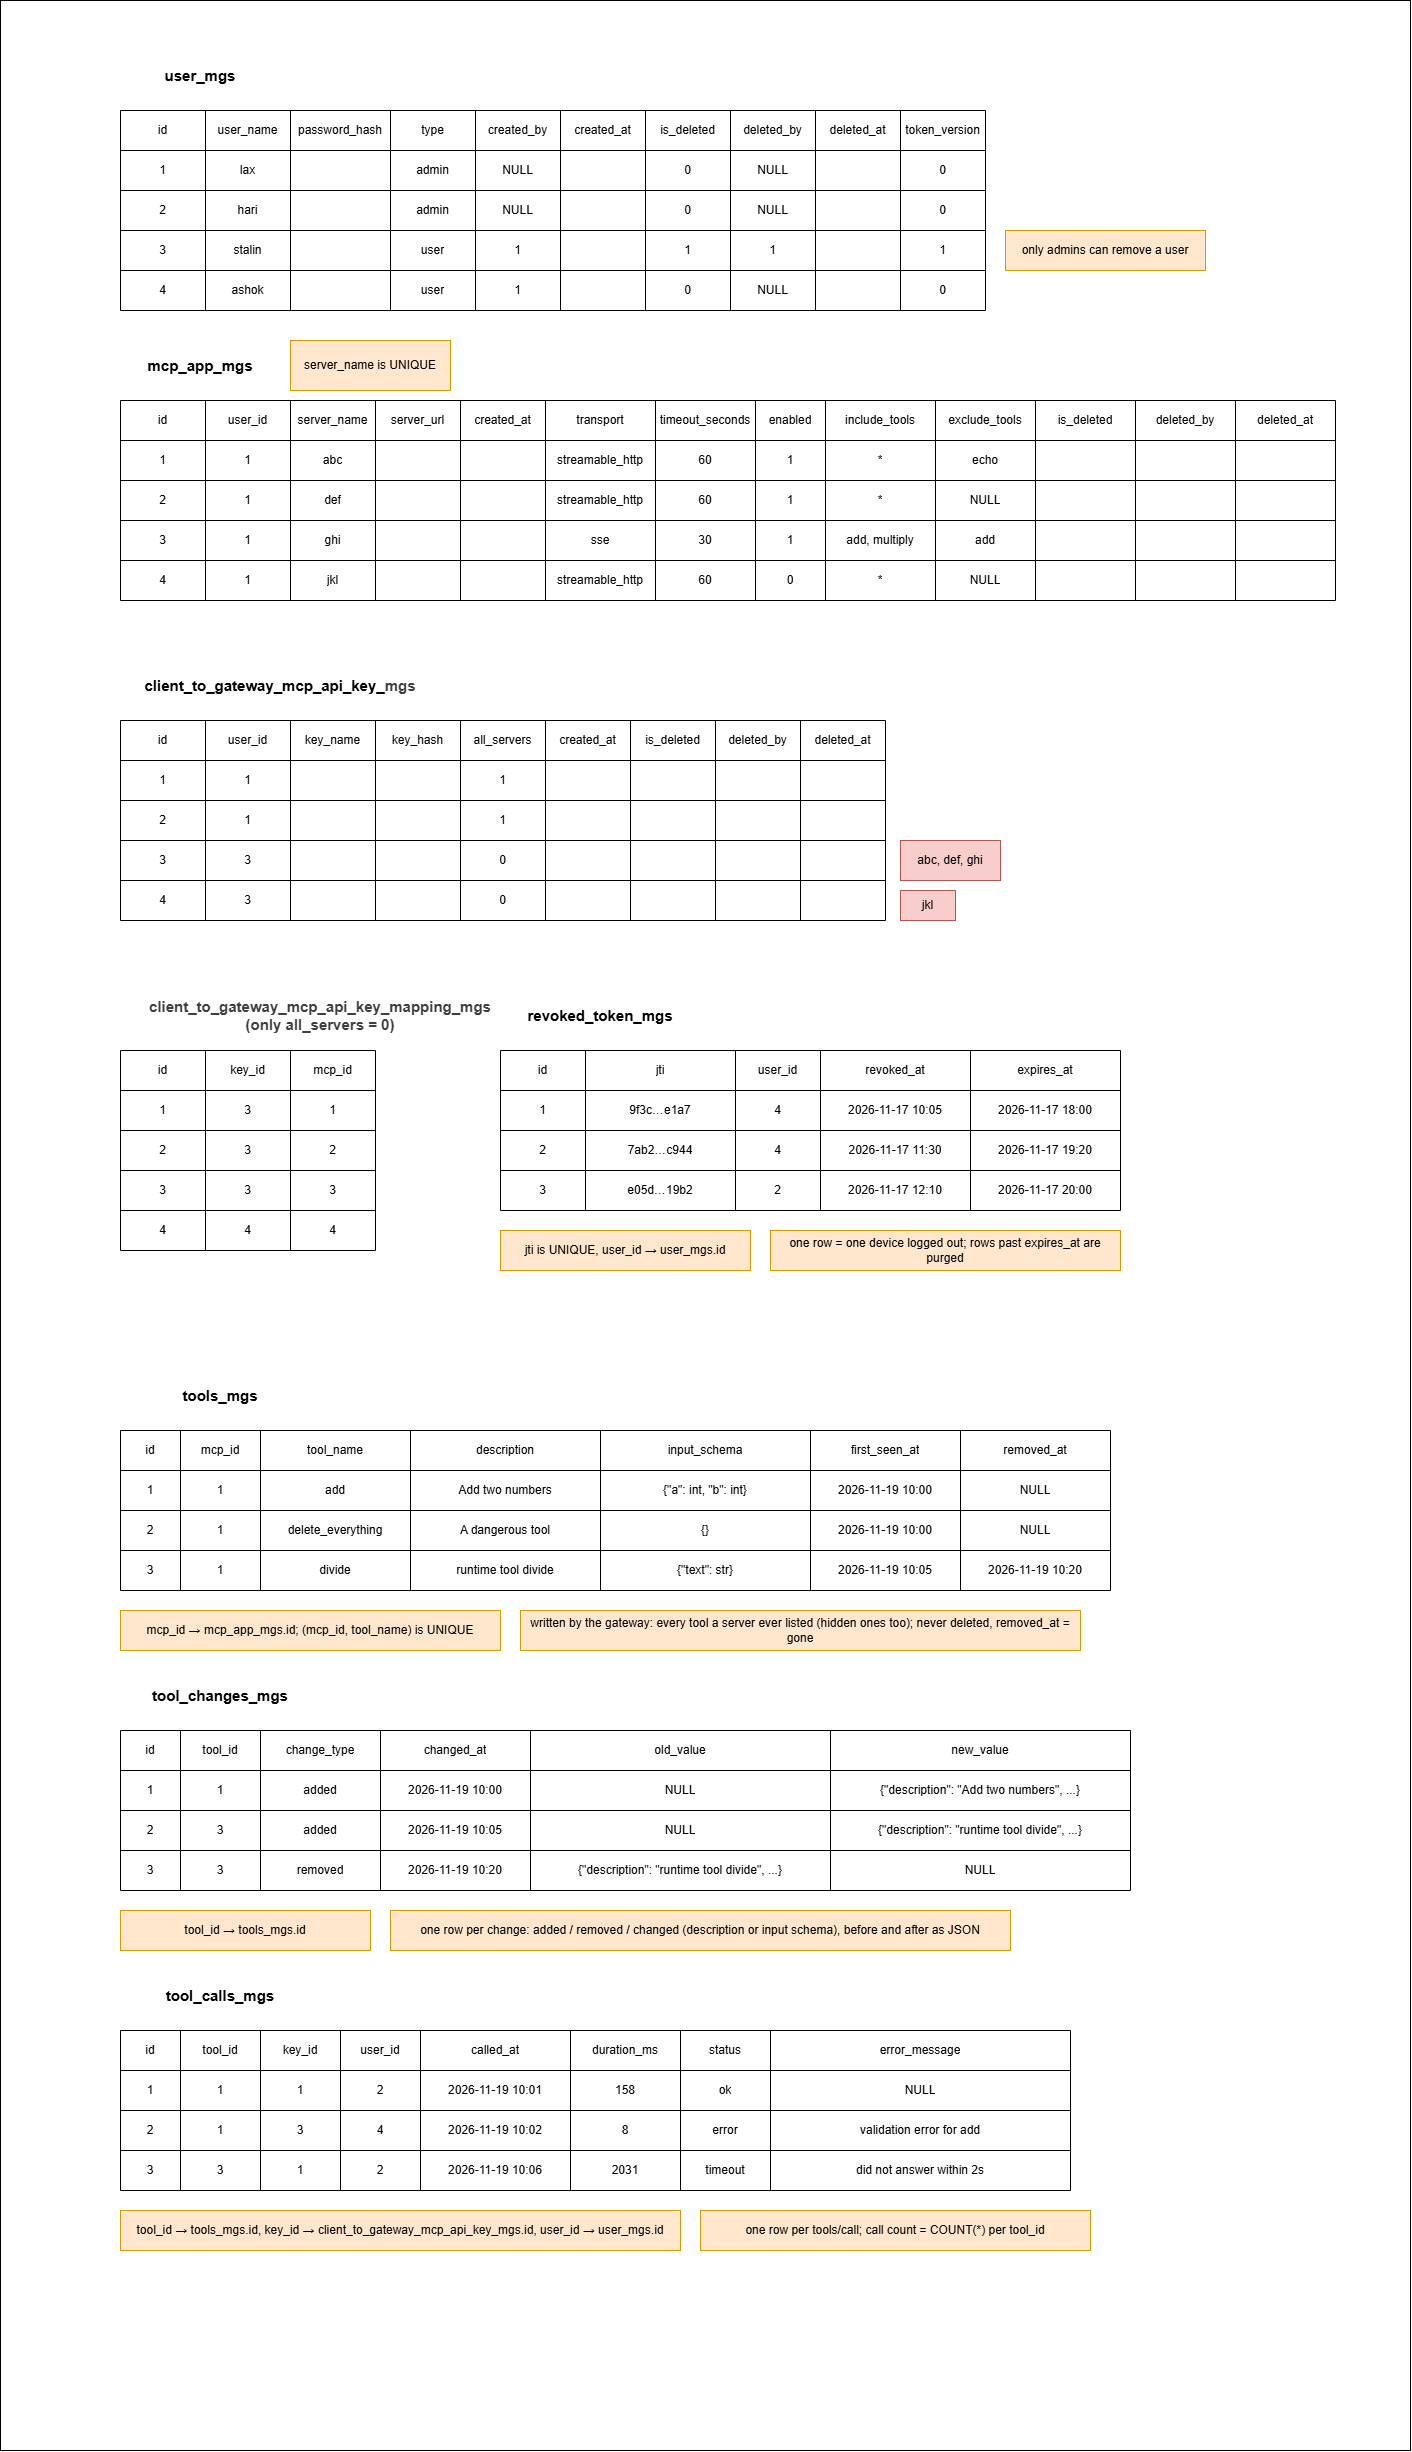 user_mgs
id user_name password_hash type created_by created_at is_deleted deleted_by deleted_at token_version
1 lax admin NULL 0 NULL 0
2 hari admin NULL 0 NULL 0
3 stalin user 1 1 1 1 only admins can remove a user
4 ashok user 1 0 NULL 0
mcp_app_mgs server_name is UNIQUE
id user_id server_name server_url created_at transport timeout_seconds enabled include_tools exclude_tools is_deleted deleted_by deleted_at
1 1 abc streamable_http 60 1 * echo
2 1 def streamable_http 60 1 * NULL
3 1 ghi sse 30 1 add, multiply add
4 1 jkl streamable_http 60 0 * NULL
client_to_gateway_mcp_api_key_mgs
id user_id key_name key_hash all_servers created_at is_deleted deleted_by deleted_at
1 1 1
2 1 1
3 3 0 abc, def, ghi
4 3 0 jkl
client_to_gateway_mcp_api_key_mapping_mgs
(only all_servers = 0)
id key_id mcp_id
1 3 1
2 3 2
3 3 3
4 4 4
revoked_token_mgs
id jti user_id revoked_at expires_at
1 9f3c...e1a7 4 2026-11-17 10:05 2026-11-17 18:00
2 7ab2...c944 4 2026-11-17 11:30 2026-11-17 19:20
3 e05d...19b2 2 2026-11-17 12:10 2026-11-17 20:00
jti is UNIQUE, user_id → user_mgs.id
one row = one device logged out; rows past expires_at are
purged
tools_mgs
id mcp_id tool_name description input_schema first_seen_at removed_at
1 1 add Add two numbers {"a": int, "b": int} 2026-11-19 10:00 NULL
2 1 delete_everything A dangerous tool {} 2026-11-19 10:00 NULL
3 1 divide runtime tool divide {"text": str} 2026-11-19 10:05 2026-11-19 10:20
mcp_id → mcp_app_mgs.id; (mcp_id, tool_name) is UNIQUE
written by the gateway: every tool a server ever listed (hidden ones too); never deleted, removed_at =
gone
tool_changes_mgs
id tool_id change_type changed_at old_value new_value
1 1 added 2026-11-19 10:00 NULL {"description": "Add two numbers", ...}
2 3 added 2026-11-19 10:05 NULL {"description": "runtime tool divide", ...}
3 3 removed 2026-11-19 10:20 {"description": "runtime tool divide", ...} NULL
tool_id → tools_mgs.id
one row per change: added / removed / changed (description or input schema), before and after as JSON
tool_calls_mgs
id tool_id key_id user_id called_at duration_ms status error_message
1 1 1 2 2026-11-19 10:01 158 ok NULL
2 1 3 4 2026-11-19 10:02 8 error validation error for add
3 3 1 2 2026-11-19 10:06 2031 timeout did not answer within 2s
tool_id → tools_mgs.id, key_id → client_to_gateway_mcp_api_key_mgs.id, user_id → user_mgs.id
one row per tools/call; call count = COUNT(*) per tool_id